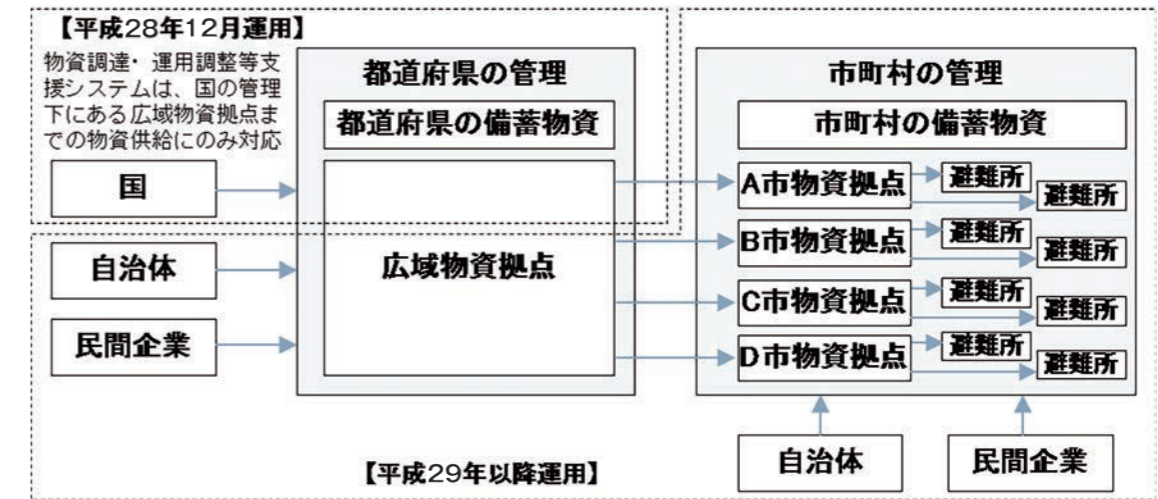 【平成28年12月運用】
物資調達・運用調整等支
援システムは、国の管理
下にある広域物資拠点ま
での物資供給にのみ対応
国
自治体
民間企業
都道府県の管理
都道府県の備蓄物資
広域物資拠点
市町村の管理
市町村の備蓄物資
A市物資拠点
避難所
避難所
B市物資拠点
避難所
避難所
C市物資拠点
避難所
避難所
D市物資拠点
避難所
避難所
自治体
民間企業
【平成29年以降運用】